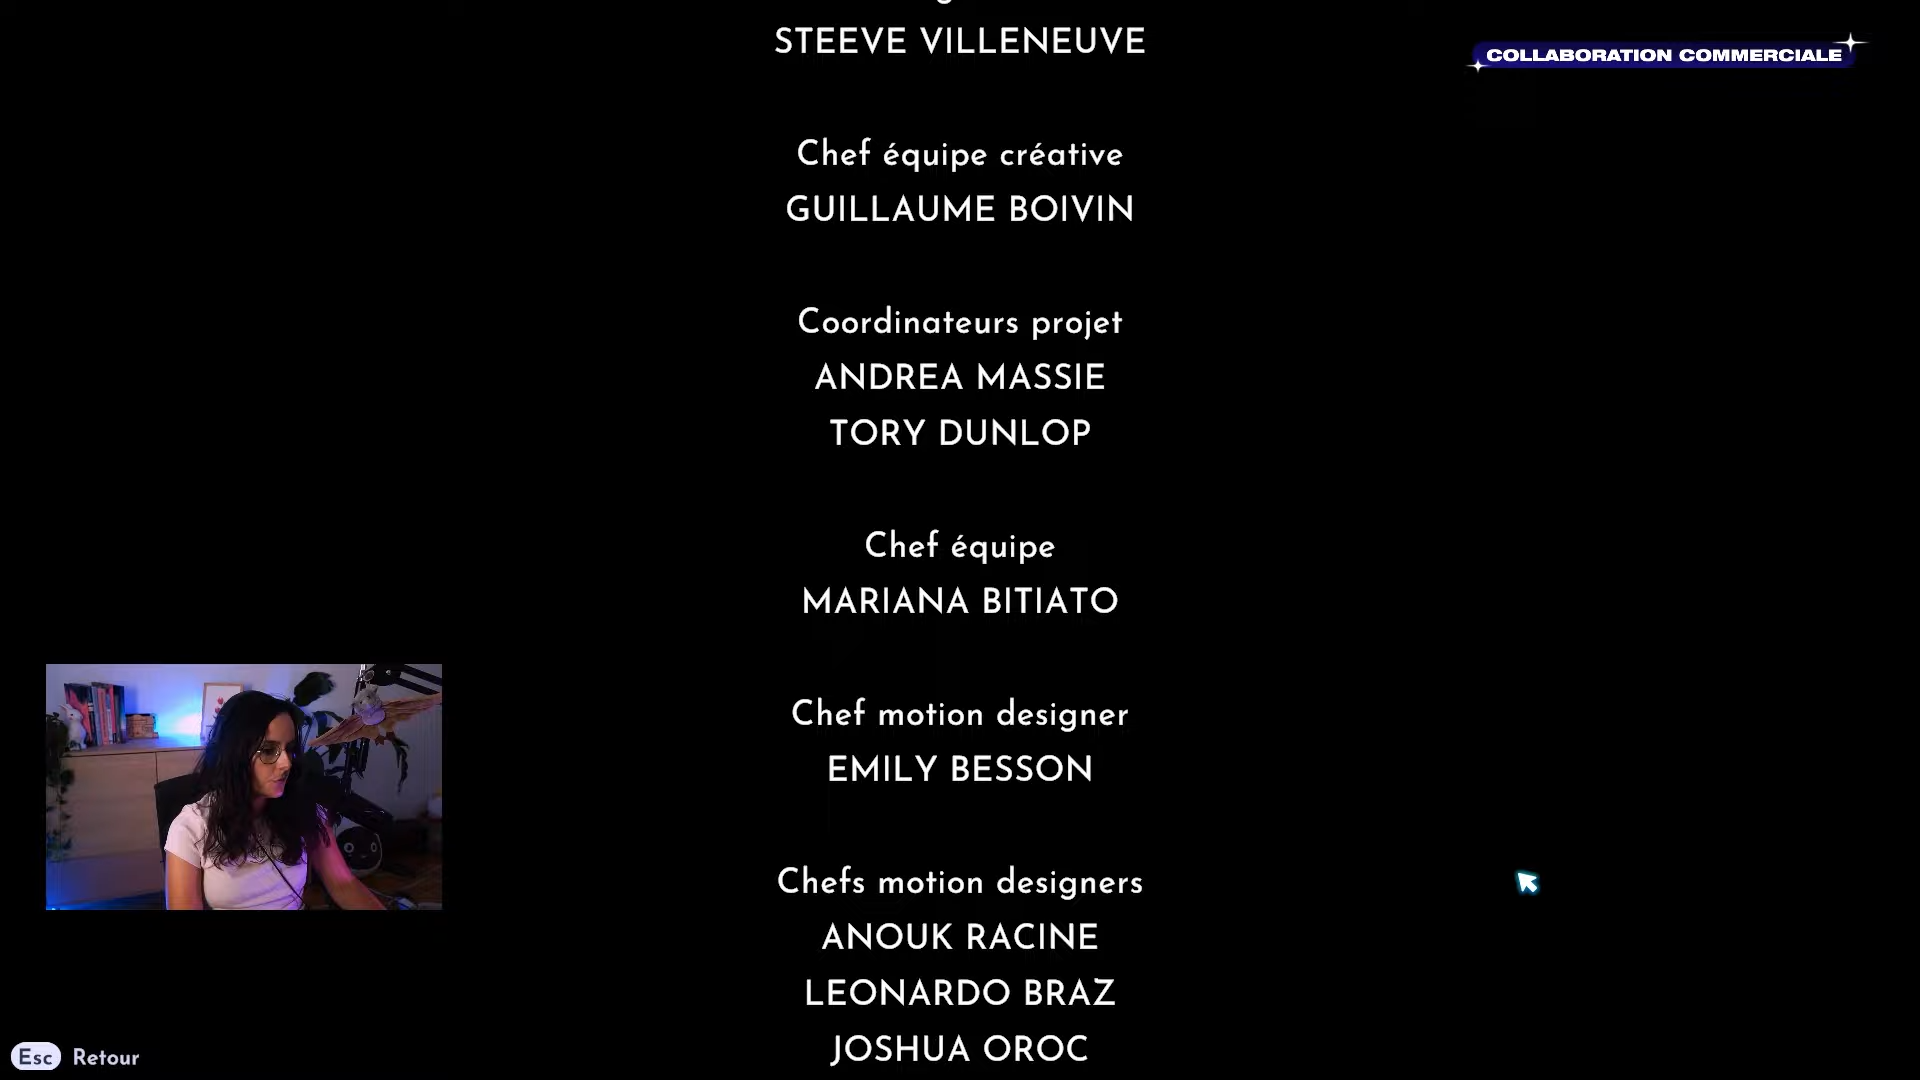 STEEVE VILLENEUVE
COLLABORATION COMMERCIALE
Chef équipe créative
GUILLAUME BOIVIN
Coordinateurs projet
ANDREA MASSIE
TORY DUNLOP
Chef équipe
MARIANA BITIATO
Chef motion designer
EMILY BESSON
Chefs motion designers
ANOUK RACINE
LEONARDO BRAZ
JOSHUA OROC
Esc Retour